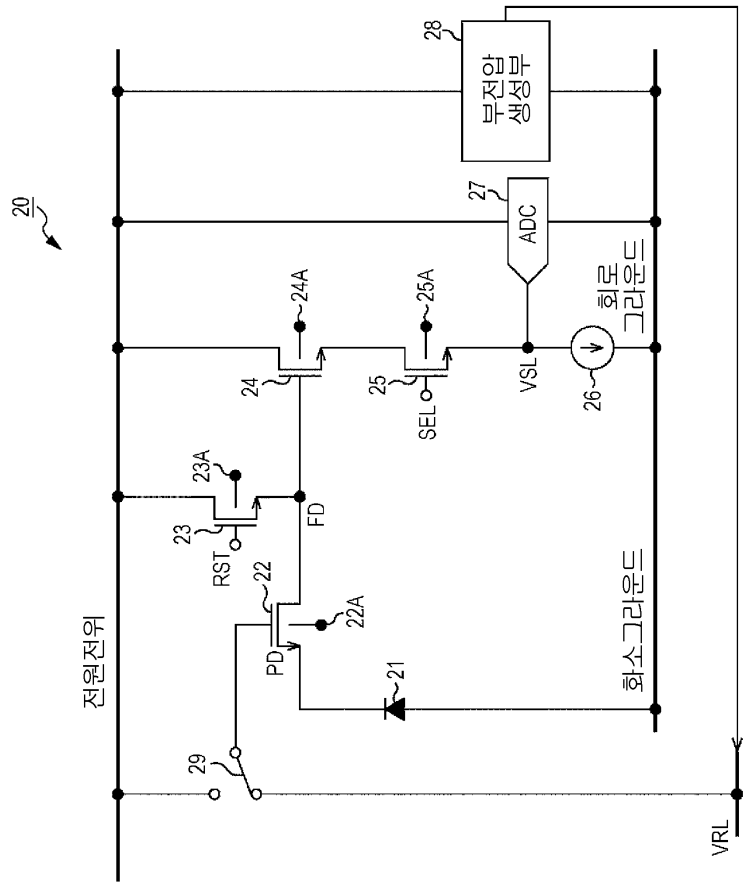 20
전원전위
29
PD
22
22A
21
RST
23
23A
FD
24
24A
SEL
25
25A
VSL
26
ADC
27
부전압
생성부
28
화소그라운드
회로
그라운드
VRL